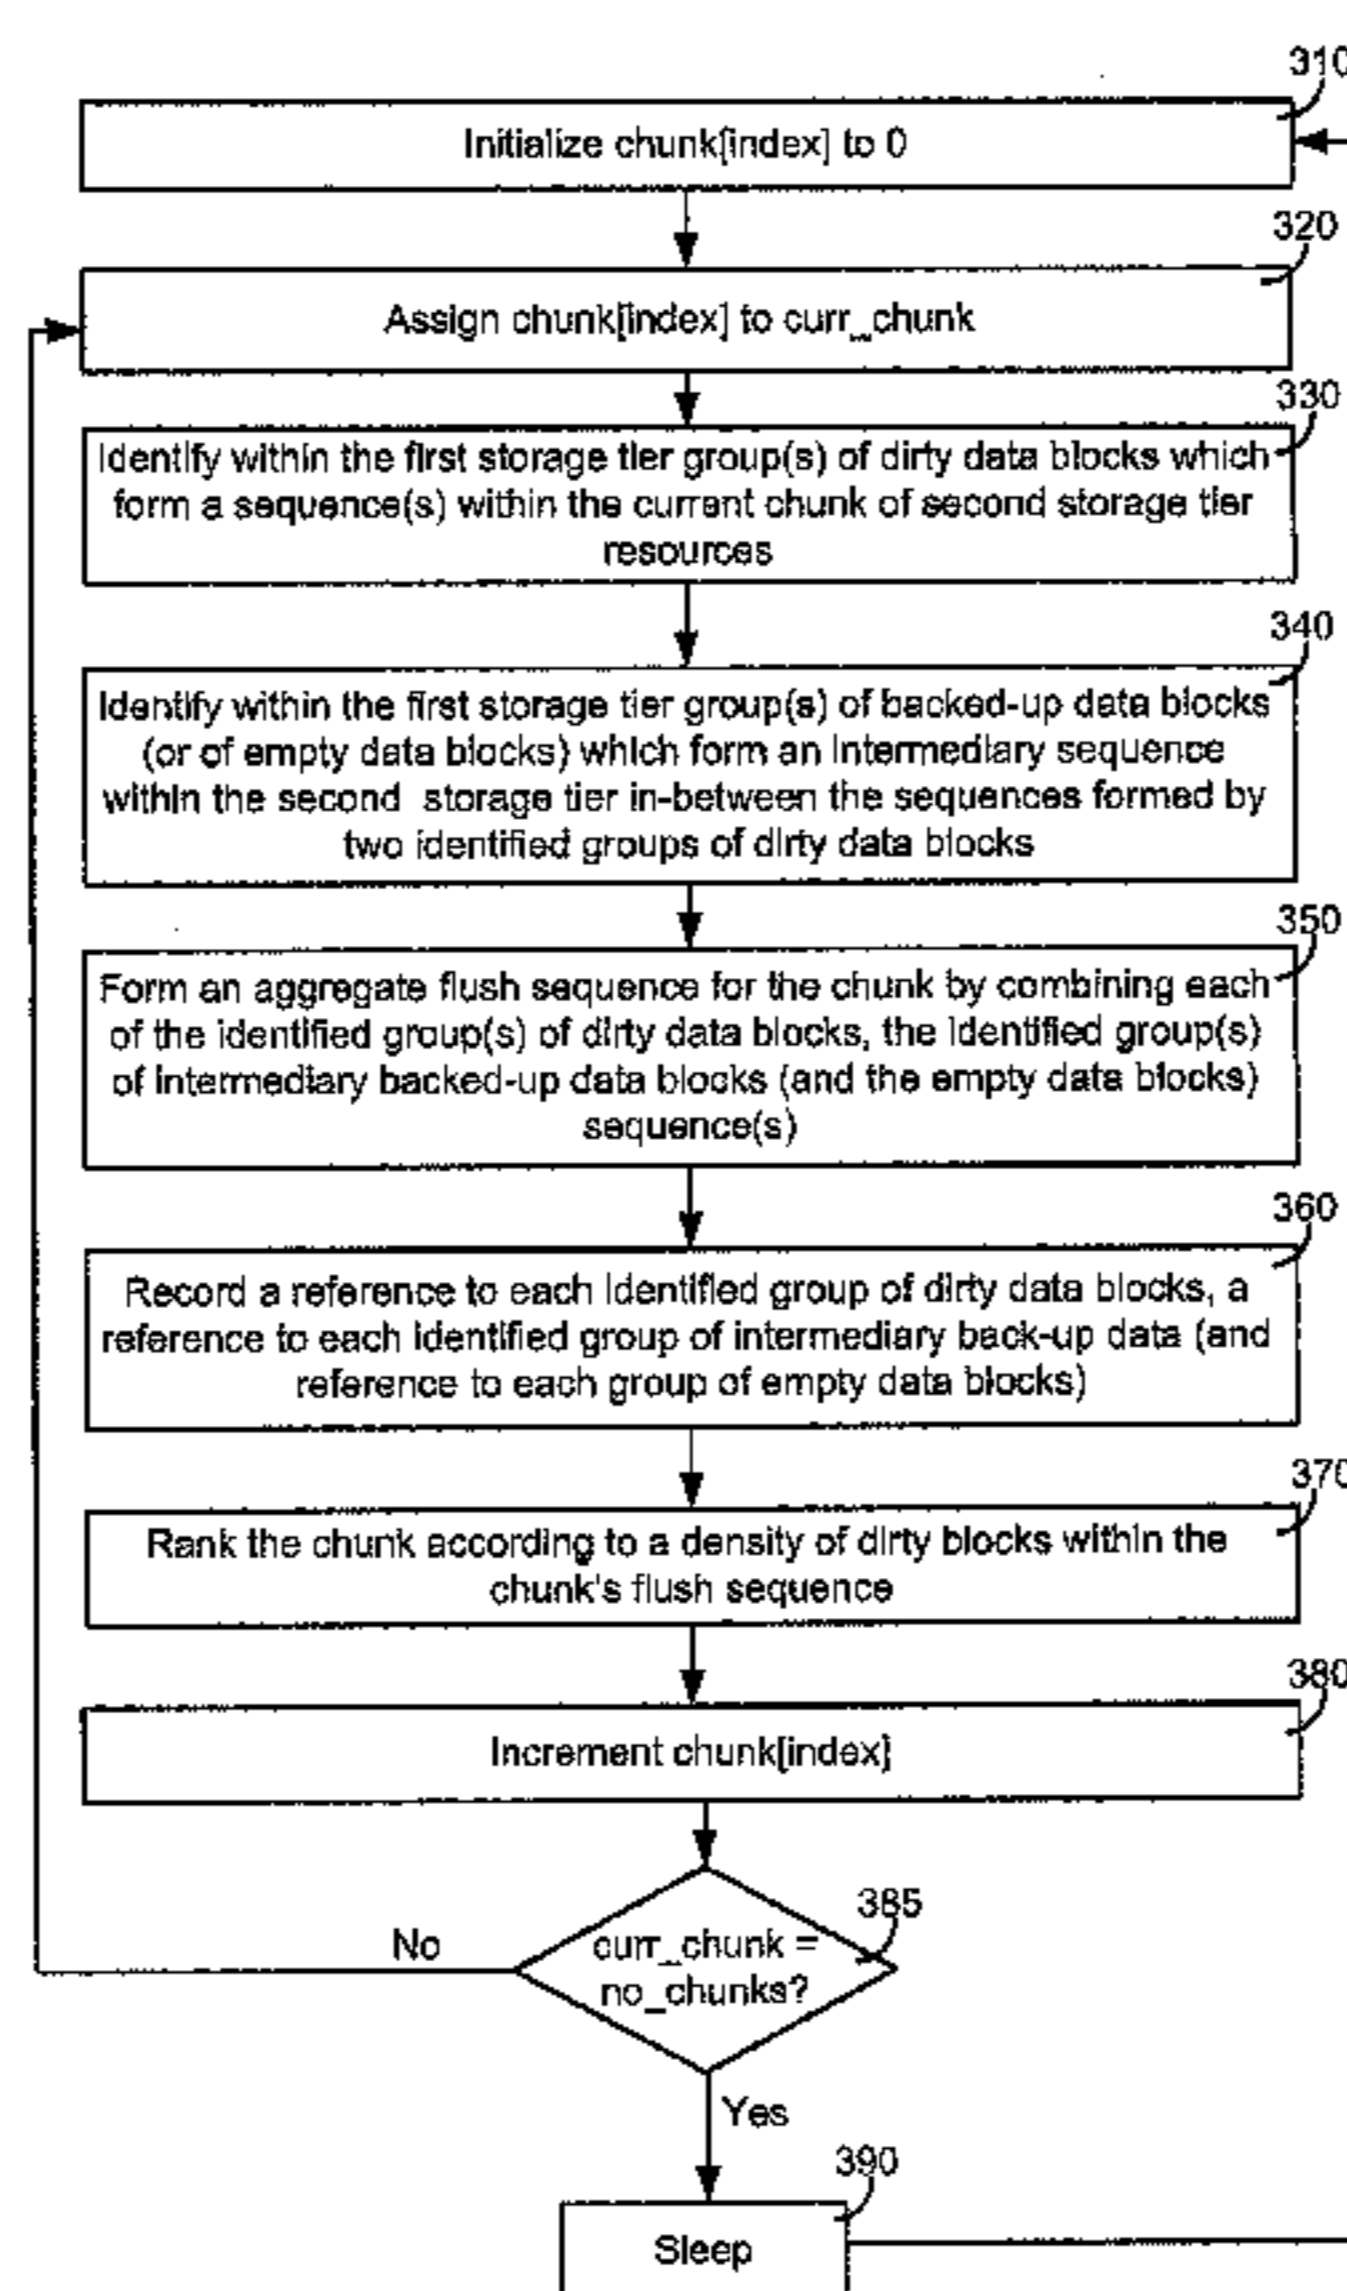 310
Initialize chunk[index] to 0
320
Assign chunk[index] to curr_chunk
330
Identify within the first storage tier group(s) of dirty data blocks which
form a sequence(s) within the current chunk of second storage tier
resources
340
Identify within the first storage tier group(s) of backed-up data blocks
(or of empty data blocks) which form an intermediary sequence
within the second storage tier in-between the sequences formed by
two identified groups of dirty data blocks
350
Form an aggregate flush sequence for the chunk by combining each
of the identified group(s) of dirty data blocks, the identified group(s)
of intermediary backed-up data blocks (and the empty data blocks)
sequence(s)
360
Record a reference to each identified group of dirty data blocks, a
reference to each identified group of intermediary back-up data (and
reference to each group of empty data blocks)
370
Rank the chunk according to a density of dirty blocks within the
chunk's flush sequence
380
Increment chunk[index]
385
curr_chunk =
no_chunks?
No
Yes
390
Sleep